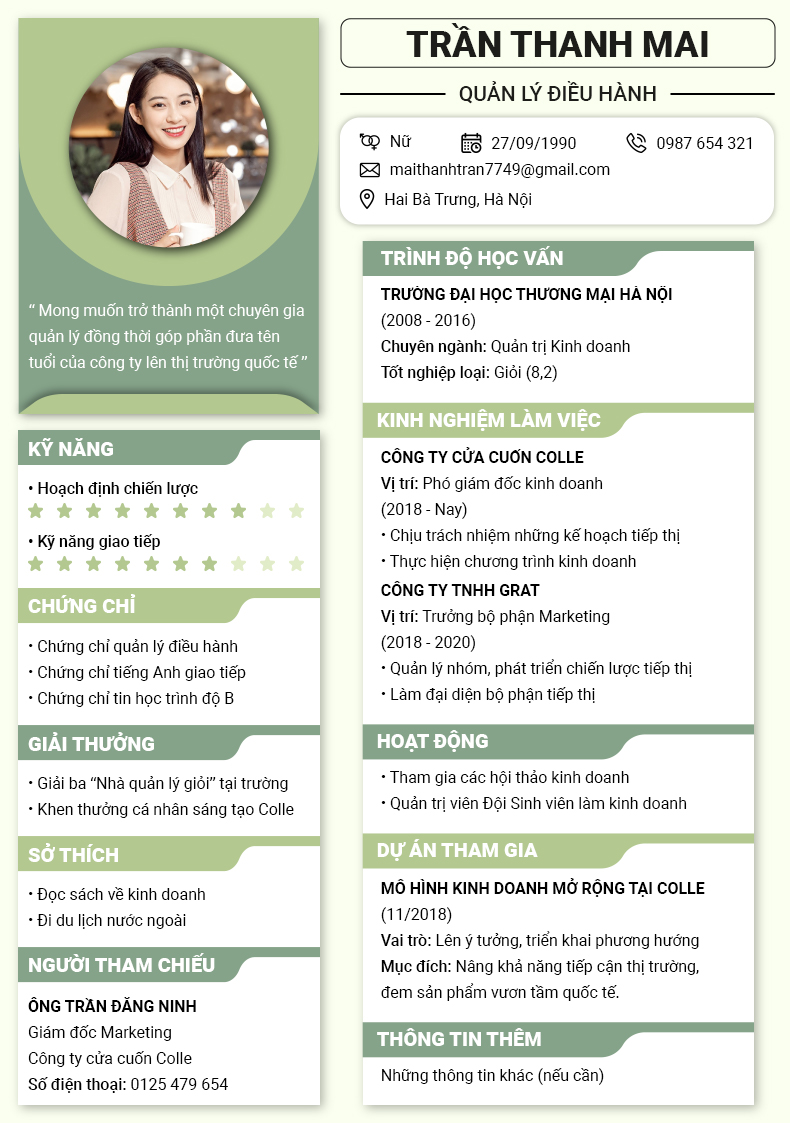 TRẦN THANH MAI
QUẢN LÝ ĐIỀU HÀNH
Nữ
27/09/1990
0987 654 321
maithanhtran7749@gmail.com
Hai Bà Trưng, Hà Nội
“ Mong muốn trở thành một chuyên gia
quản lý đồng thời góp phần đưa tên
tuổi của công ty lên thị trường quốc tế ”
KỸ NĂNG
• Hoạch định chiến lược
• Kỹ năng giao tiếp
CHỨNG CHỈ
• Chứng chỉ quản lý điều hành
• Chứng chỉ tiếng Anh giao tiếp
• Chứng chỉ tin học trình độ B
GIẢI THƯỞNG
• Giải ba “Nhà quản lý giỏi” tại trường
• Khen thưởng cá nhân sáng tạo Colle
SỞ THÍCH
• Đọc sách về kinh doanh
• Đi du lịch nước ngoài
NGƯỜI THAM CHIẾU
ÔNG TRẦN ĐĂNG NINH
Giám đốc Marketing
Công ty cửa cuốn Colle
Số điện thoại: 0125 479 654
TRÌNH ĐỘ HỌC VẤN
TRƯỜNG ĐẠI HỌC THƯƠNG MẠI HÀ NỘI
(2008 - 2016)
Chuyên ngành: Quản trị Kinh doanh
Tốt nghiệp loại: Giỏi (8,2)
KINH NGHIỆM LÀM VIỆC
CÔNG TY CỬA CUỐN COLLE
Vị trí: Phó giám đốc kinh doanh
(2018 - Nay)
• Chịu trách nhiệm những kế hoạch tiếp thị
• Thực hiện chương trình kinh doanh
CÔNG TY TNHH GRAT
Vị trí: Trưởng bộ phận Marketing
(2018 - 2020)
• Quản lý nhóm, phát triển chiến lược tiếp thị
• Làm đại diện bộ phận tiếp thị
HOẠT ĐỘNG
• Tham gia các hội thảo kinh doanh
• Quản trị viên Đội Sinh viên làm kinh doanh
DỰ ÁN THAM GIA
MÔ HÌNH KINH DOANH MỞ RỘNG TẠI COLLE
(11/2018)
Vai trò: Lên ý tưởng, triển khai phương hướng
Mục đích: Nâng khả năng tiếp cận thị trường,
đem sản phẩm vươn tầm quốc tế.
THÔNG TIN THÊM
Những thông tin khác (nếu cần)